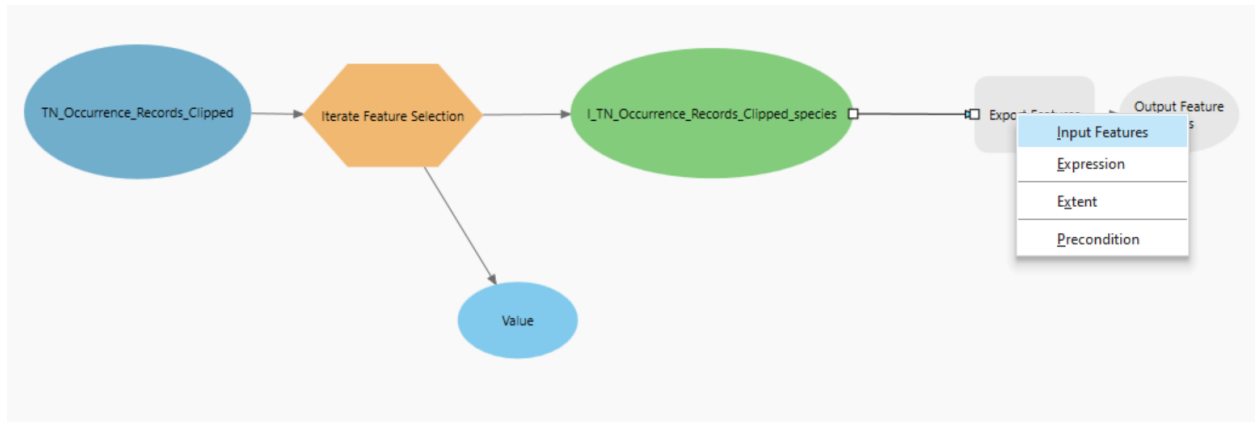 TN_Occurrence_Records_Clipped
Iterate Feature Selection
I_TN_Occurrence_Records_Clipped_species
Output Feature
Input Features
Expression
Extent
Precondition
Value